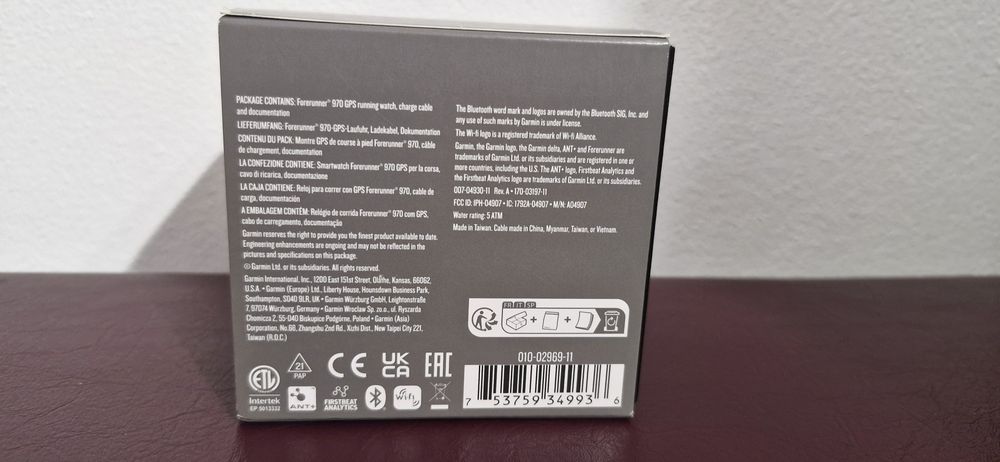 PACKAGE CONTAINS: Forerunner® 970 GPS running watch, charge cable
and documentation
LIEFERUMFANG: Forerunner® 970-GPS-Laufuhr, Ladekabel, Dokumentation
CONTENU DU PACK: Montre GPS de course à pied Forerunner® 970, câble
de chargement, documentation
LA CONFEZIONE CONTIENE: Smartwatch Forerunner® 970 GPS per la corsa,
cavo di ricarica, documentazione
LA CAJA CONTIENE: Reloj para correr con GPS Forerunner® 970, cable de
carga, documentación
A EMBALAGEM CONTÉM: Relógio de corrida Forerunner® 970 com GPS,
cabo de carregamento, documentação
Garmin reserves the right to provide you the finest product available to date.
Engineering enhancements are ongoing and may not be reflected in the
pictures and specifications on this package.
© Garmin Ltd. or its subsidiaries. All rights reserved.
Garmin International, Inc., 1200 East 151st Street, Olathe, Kansas, 66062,
U.S.A. • Garmin (Europe) Ltd., Liberty House, Hounsdown Business Park,
Southampton, SO40 9LR, UK • Garmin Würzburg GmbH, Leightonstraße
7, 97074 Würzburg, Germany • Garmin Wroclaw Sp. zo.o., ul. Ryszarda
Chomicza 2, 55-040 Biskupice Podgórne, Poland • Garmin (Asia)
Corporation, No.68, Zhangshu 2nd Rd., Xizhi Dist., New Taipei City 221,
Taiwan (R.O.C.)
The Bluetooth word mark and logos are owned by the Bluetooth SIG, Inc. and
any use of such marks by Garmin is under license.
The Wi-Fi logo is a registered trademark of Wi-Fi Alliance.
Garmin, the Garmin logo, the Garmin delta, ANT+ and Forerunner are
trademarks of Garmin Ltd. or its subsidiaries and are registered in one or
more countries, including the U.S. The ANT+ logo, Firstbeat Analytics and
the Firstbeat Analytics logo are trademarks of Garmin Ltd. or its subsidiaries.
007-04930-11 Rev. A • 170-03197-11
FCC ID: IPH-04907 • IC: 1792A-04907 • M/N: A04907
Water rating: 5 ATM
Made in Taiwan. Cable made in China, Myanmar, Taiwan, or Vietnam.
FR IT SP
+ +
010-02969-11
7 53759 34993 6
ETL
Intertek
EP 5013332
21
PAP
CE
UK
CA
EAC
ANT+
FIRSTBEAT
ANALYTICS
WiFi